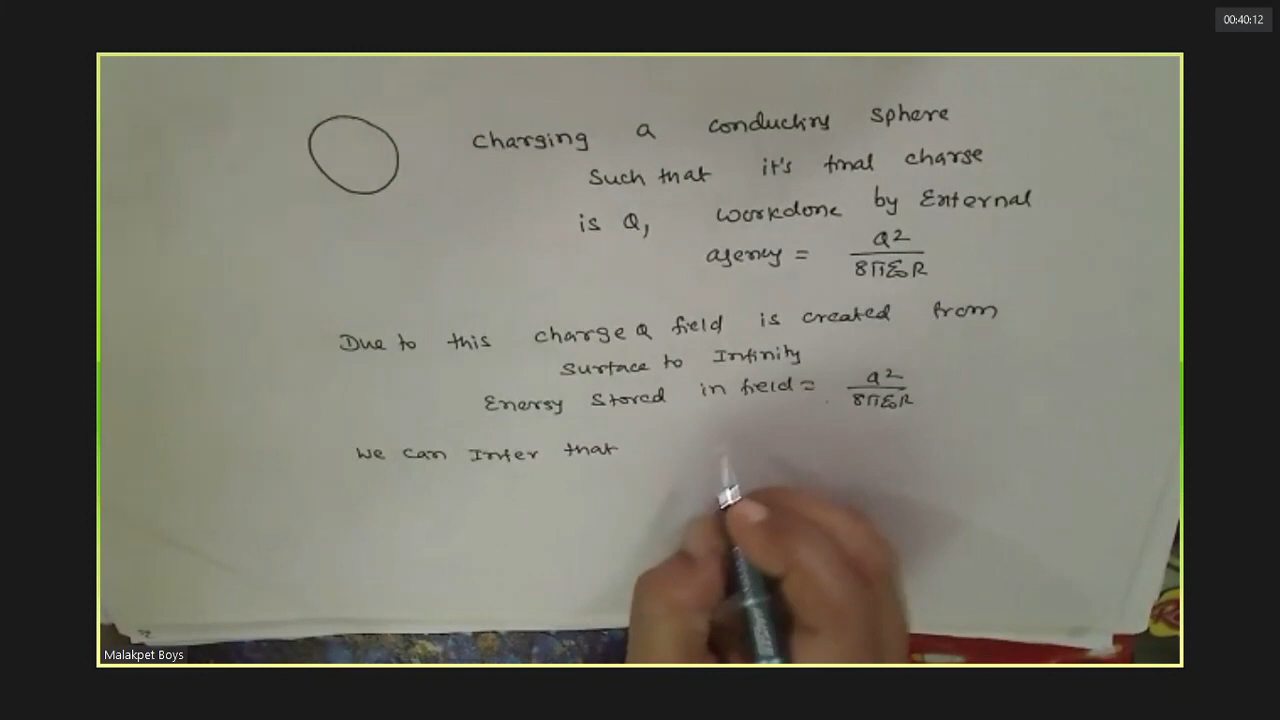 00:40:12
Charging a conducting sphere
Such that it's final charge
is Q, workdone by External
agency = Q2 / 8πε0R
Due to this charge Q field is created from
Surface to Infinity
Energy Stored in field = Q2 / 8πε0R
We can Infer that
Malakpet Boys